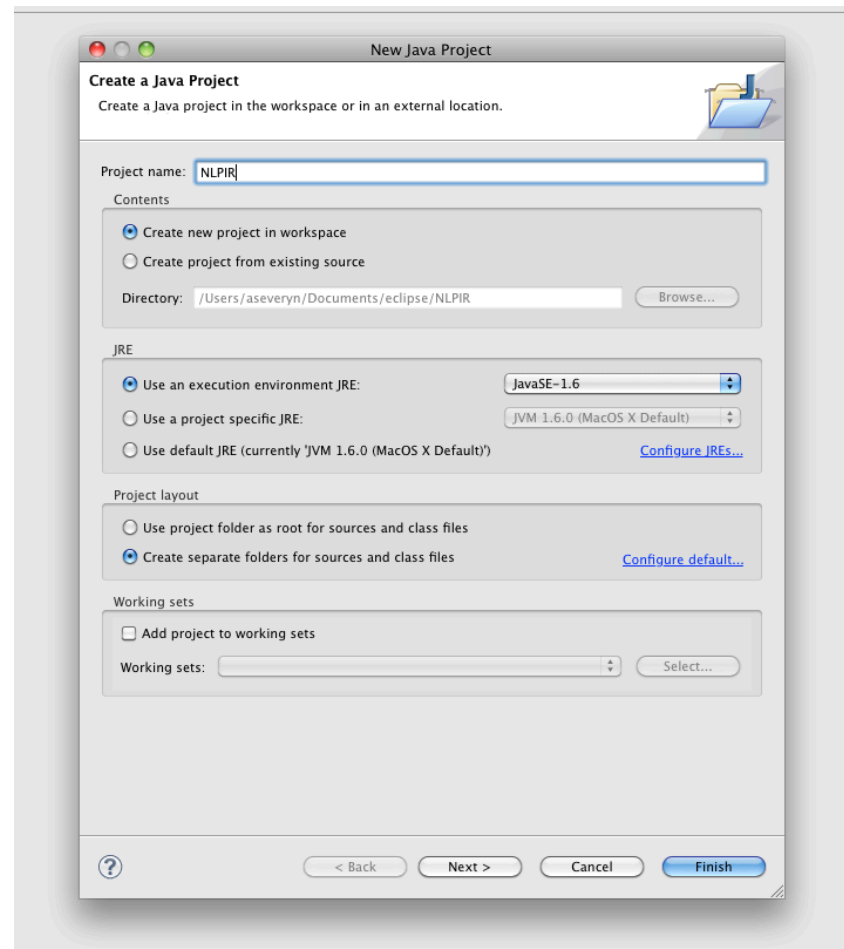 New Java Project
Create a Java Project
Create a Java project in the workspace or in an external location.
Project name: NLPIR
Contents
Create new project in workspace
Create project from existing source
Directory: /Users/aseveryn/Documents/eclipse/NLPIR Browse...
JRE
Use an execution environment JRE: JavaSE-1.6
Use a project specific JRE: JVM 1.6.0 (MacOS X Default)
Use default JRE (currently 'JVM 1.6.0 (MacOS X Default)') Configure JREs...
Project layout
Use project folder as root for sources and class files
Create separate folders for sources and class files Configure default...
Working sets
Add project to working sets
Working sets: Select...
? < Back Next > Cancel Finish